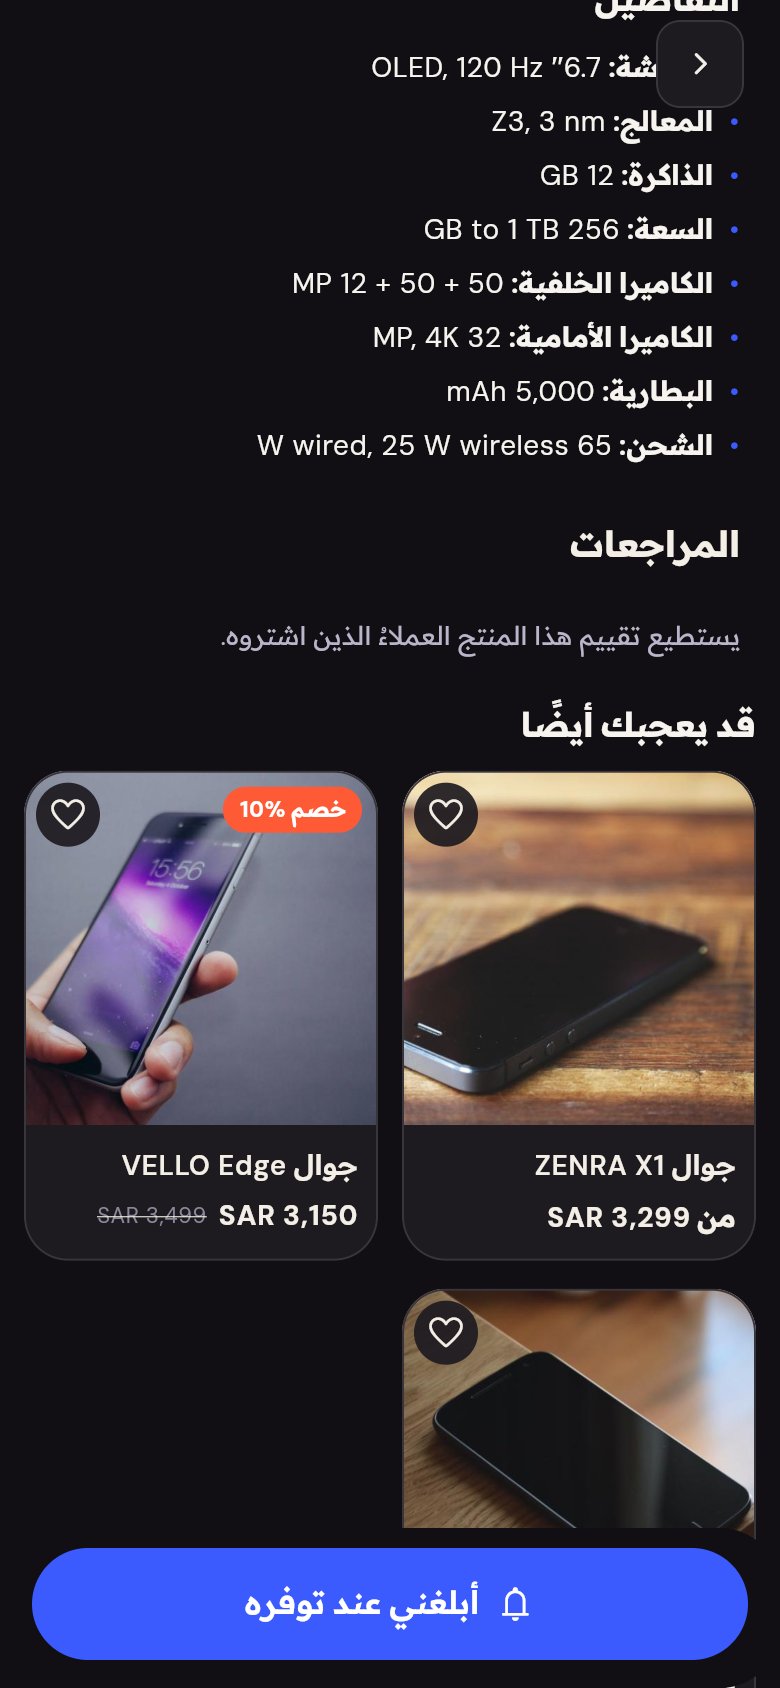 التفاصيل
شة: 6.7″ OLED, 120 Hz
• المعالج: Z3, 3 nm
• الذاكرة: 12 GB
• السعة: 256 GB to 1 TB
• الكاميرا الخلفية: 50 + 50 + 12 MP
• الكاميرا الأمامية: 32 MP, 4K
• البطارية: 5,000 mAh
• الشحن: 65 W wired, 25 W wireless
المراجعات
يستطيع تقييم هذا المنتج العملاءُ الذين اشتروه.
قد يعجبك أيضًا
جوال ZENRA X1
من SAR 3,299
خصم 10%
15:56
جوال VELLO Edge
SAR 3,150 SAR 3,499
أبلغني عند توفره